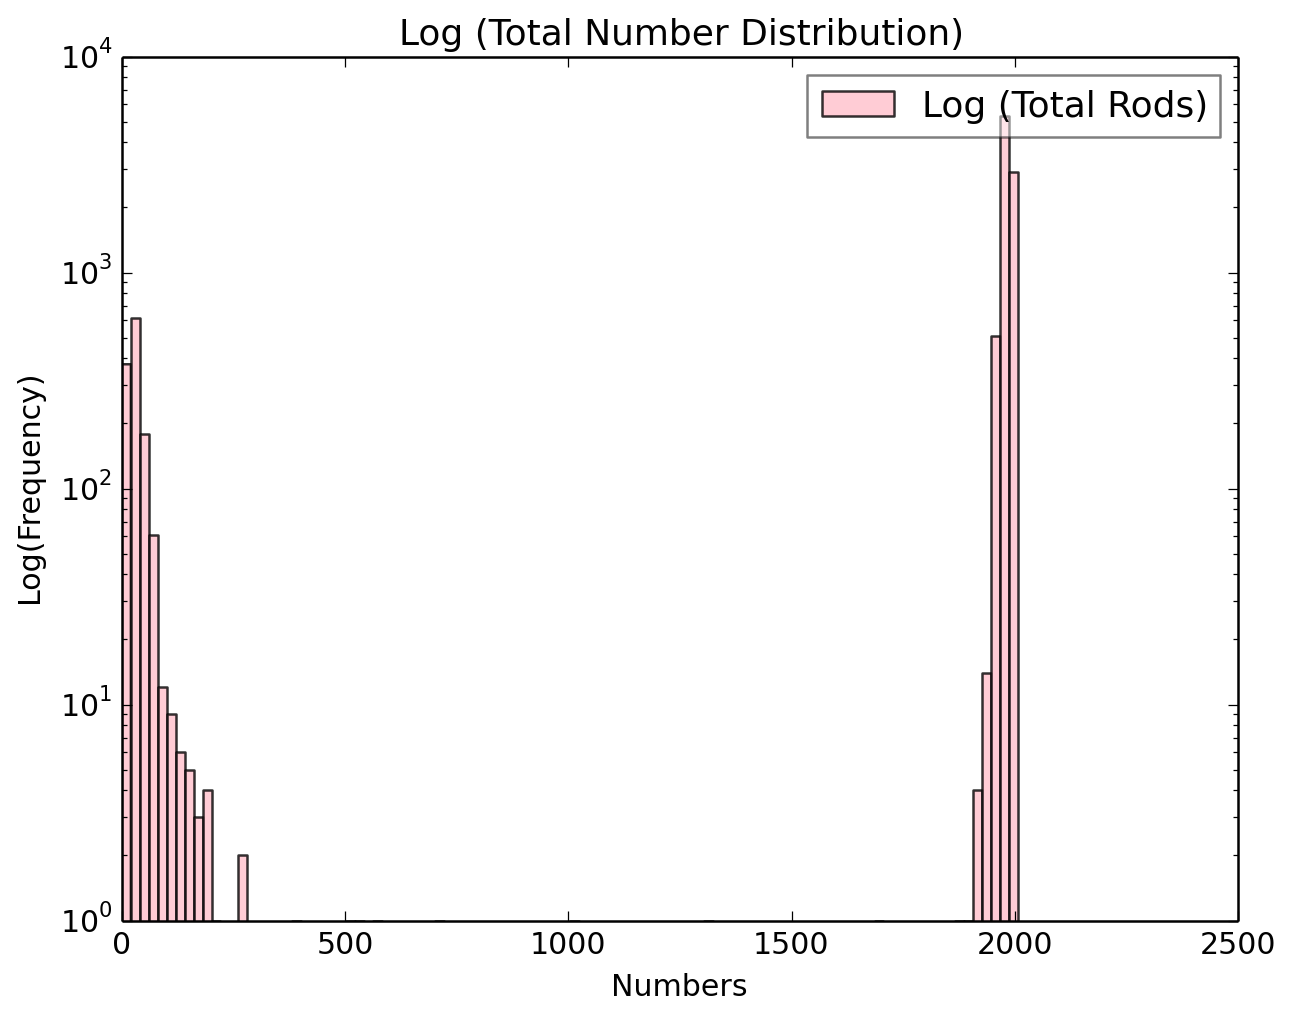 Log (Total Number Distribution)
10^4
Log (Total Rods)
10^3
10^2
10^1
10^0
Log(Frequency)
0 500 1000 1500 2000 2500
Numbers